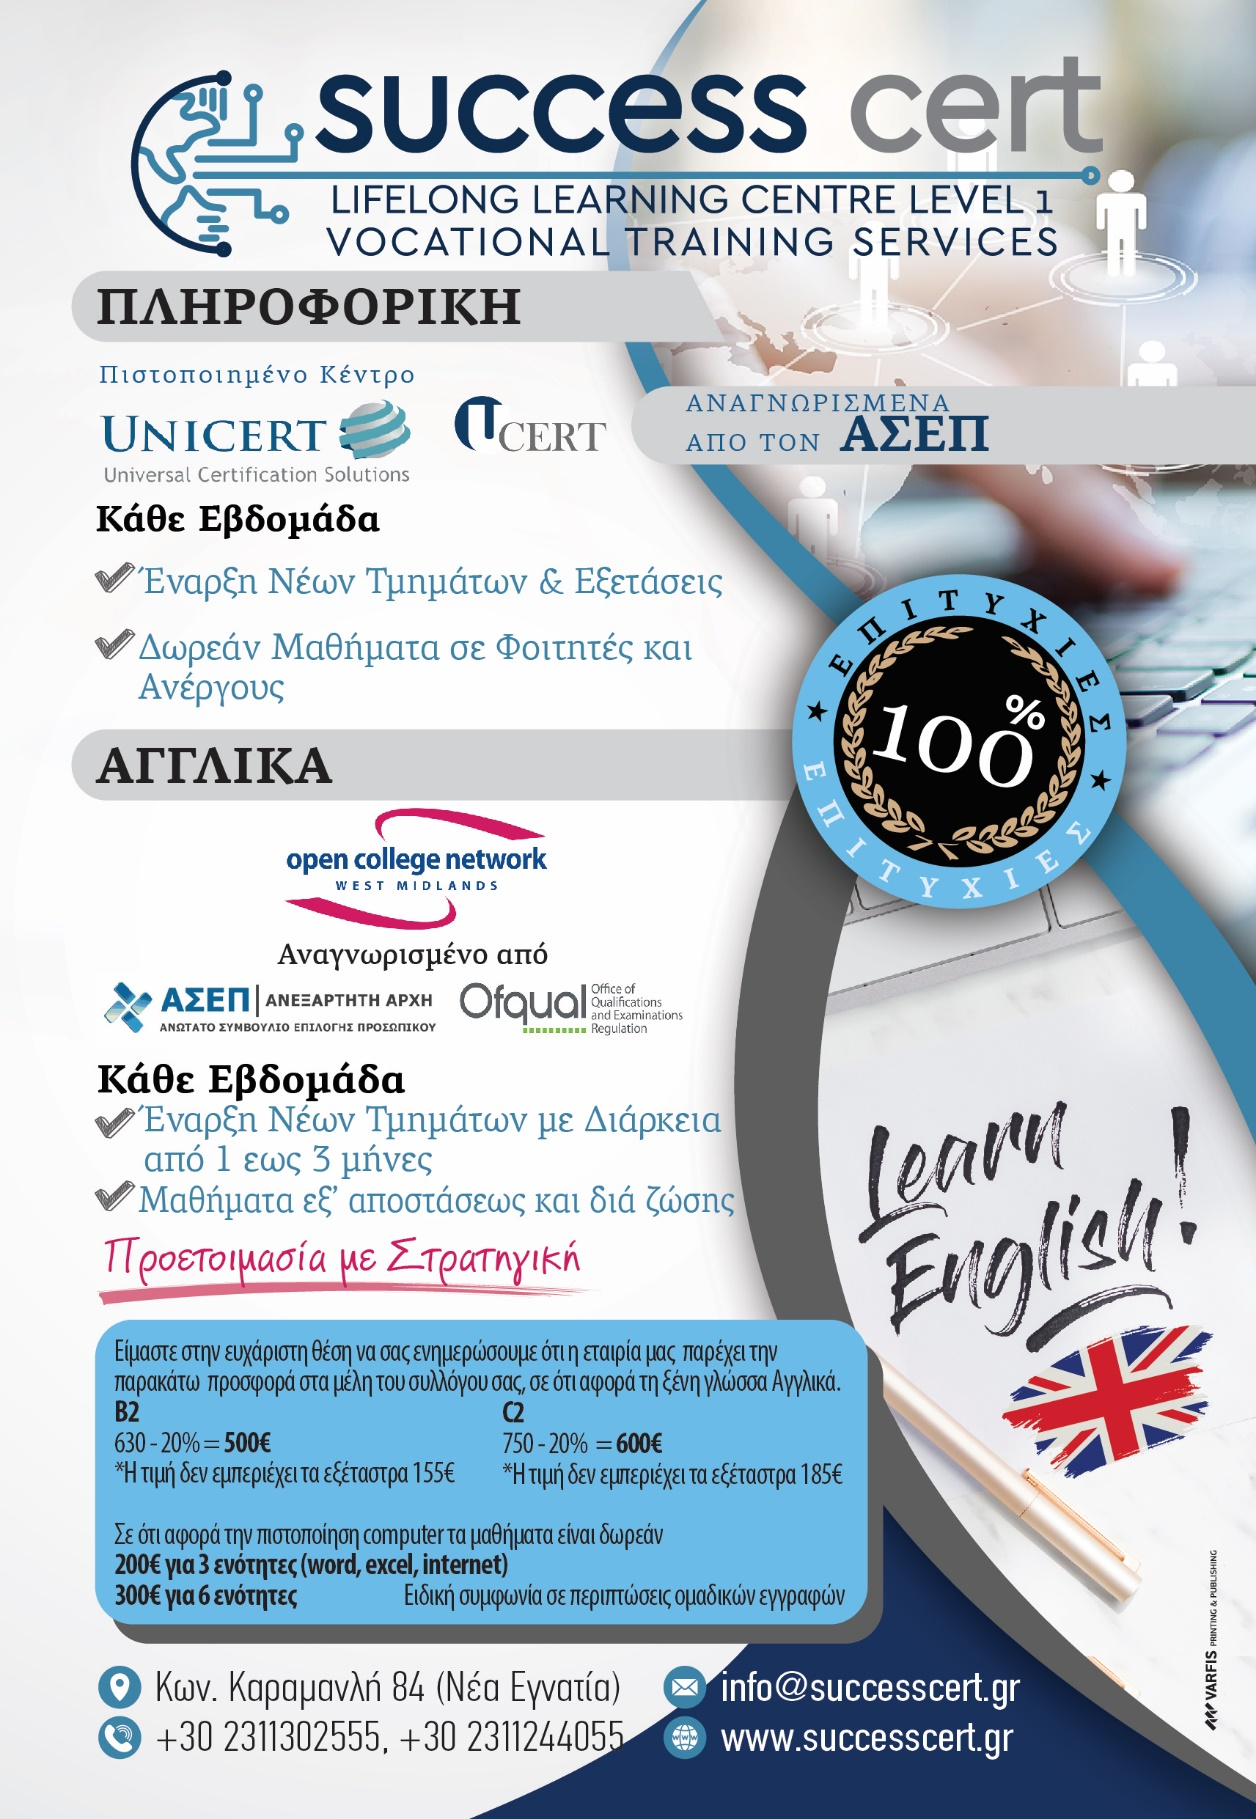 success cert
LIFELONG LEARNING CENTRE LEVEL 1
VOCATIONAL TRAINING SERVICES
ΠΛΗΡΟΦΟΡΙΚΗ
Πιστοποιημένο Κέντρο
UNICERT
Universal Certification Solutions
CERT
ΑΝΑΓΝΩΡΙΣΜΕΝΑ
ΑΠΟ ΤΟΝ ΑΣΕΠ
Κάθε Εβδομάδα
Έναρξη Νέων Τμημάτων & Εξετάσεις
Δωρεάν Μαθήματα σε Φοιτητές και
Ανέργους
ΕΠΙΤΥΧΙΕΣ
100%
ΕΠΙΤΥΧΙΕΣ
ΑΓΓΛΙΚΑ
open college network
WEST MIDLANDS
Αναγνωρισμένο από
ΑΣΕΠ | ΑΝΕΞΑΡΤΗΤΗ ΑΡΧΗ
ΑΝΩΤΑΤΟ ΣΥΜΒΟΥΛΙΟ ΕΠΙΛΟΓΗΣ ΠΡΟΣΩΠΙΚΟΥ
Ofqual
Office of
Qualifications
and Examinations
Regulation
Κάθε Εβδομάδα
Έναρξη Νέων Τμημάτων με Διάρκεια
από 1 εως 3 μήνες
Μαθήματα εξ’ αποστάσεως και διά ζώσης
Προετοιμασία με Στρατηγική
Learn
English!
Είμαστε στην ευχάριστη θέση να σας ενημερώσουμε ότι η εταιρία μας παρέχει την
παρακάτω προσφορά στα μέλη του συλλόγου σας, σε ότι αφορά τη ξένη γλώσσα Αγγλικά.
B2
630 - 20% = 500€
*Η τιμή δεν εμπεριέχει τα εξέταστρα 155€
C2
750 - 20% = 600€
*Η τιμή δεν εμπεριέχει τα εξέταστρα 185€
Σε ότι αφορά την πιστοποίηση computer τα μαθήματα είναι δωρεάν
200€ για 3 ενότητες (word, excel, internet)
300€ για 6 ενότητες Ειδική συμφωνία σε περιπτώσεις ομαδικών εγγραφών
Κων. Καραμανλή 84 (Νέα Εγνατία)
+30 2311302555, +30 2311244055
info@successcert.gr
www.successcert.gr
VARFIS PRINTING & PUBLISHING